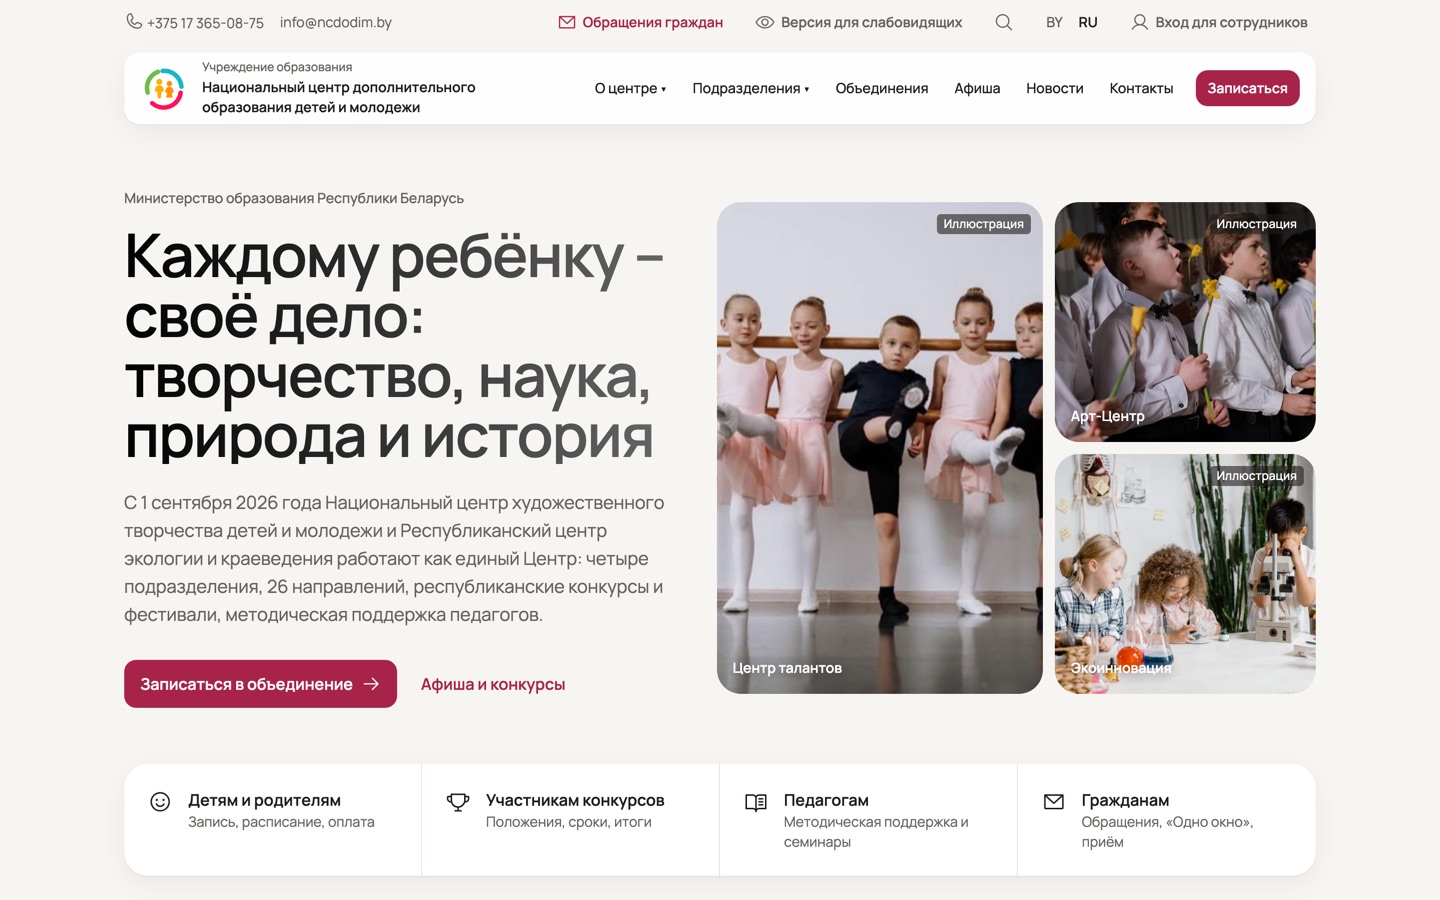 +375 17 365-08-75
info@ncdodim.by
Обращения граждан
Версия для слабовидящих
BY
RU
Вход для сотрудников
Учреждение образования
Национальный центр дополнительного
образования детей и молодежи
О центре ▾
Подразделения ▾
Объединения
Афиша
Новости
Контакты
Записаться
Министерство образования Республики Беларусь
Каждому ребёнку –
своё дело:
творчество, наука,
природа и история
С 1 сентября 2026 года Национальный центр художественного
творчества детей и молодежи и Республиканский центр
экологии и краеведения работают как единый Центр: четыре
подразделения, 26 направлений, республиканские конкурсы и
фестивали, методическая поддержка педагогов.
Записаться в объединение →
Афиша и конкурсы
Иллюстрация
Центр талантов
Иллюстрация
Арт-Центр
Иллюстрация
Экоинновация
Детям и родителям
Запись, расписание, оплата
Участникам конкурсов
Положения, сроки, итоги
Педагогам
Методическая поддержка и
семинары
Гражданам
Обращения, «Одно окно»,
приём